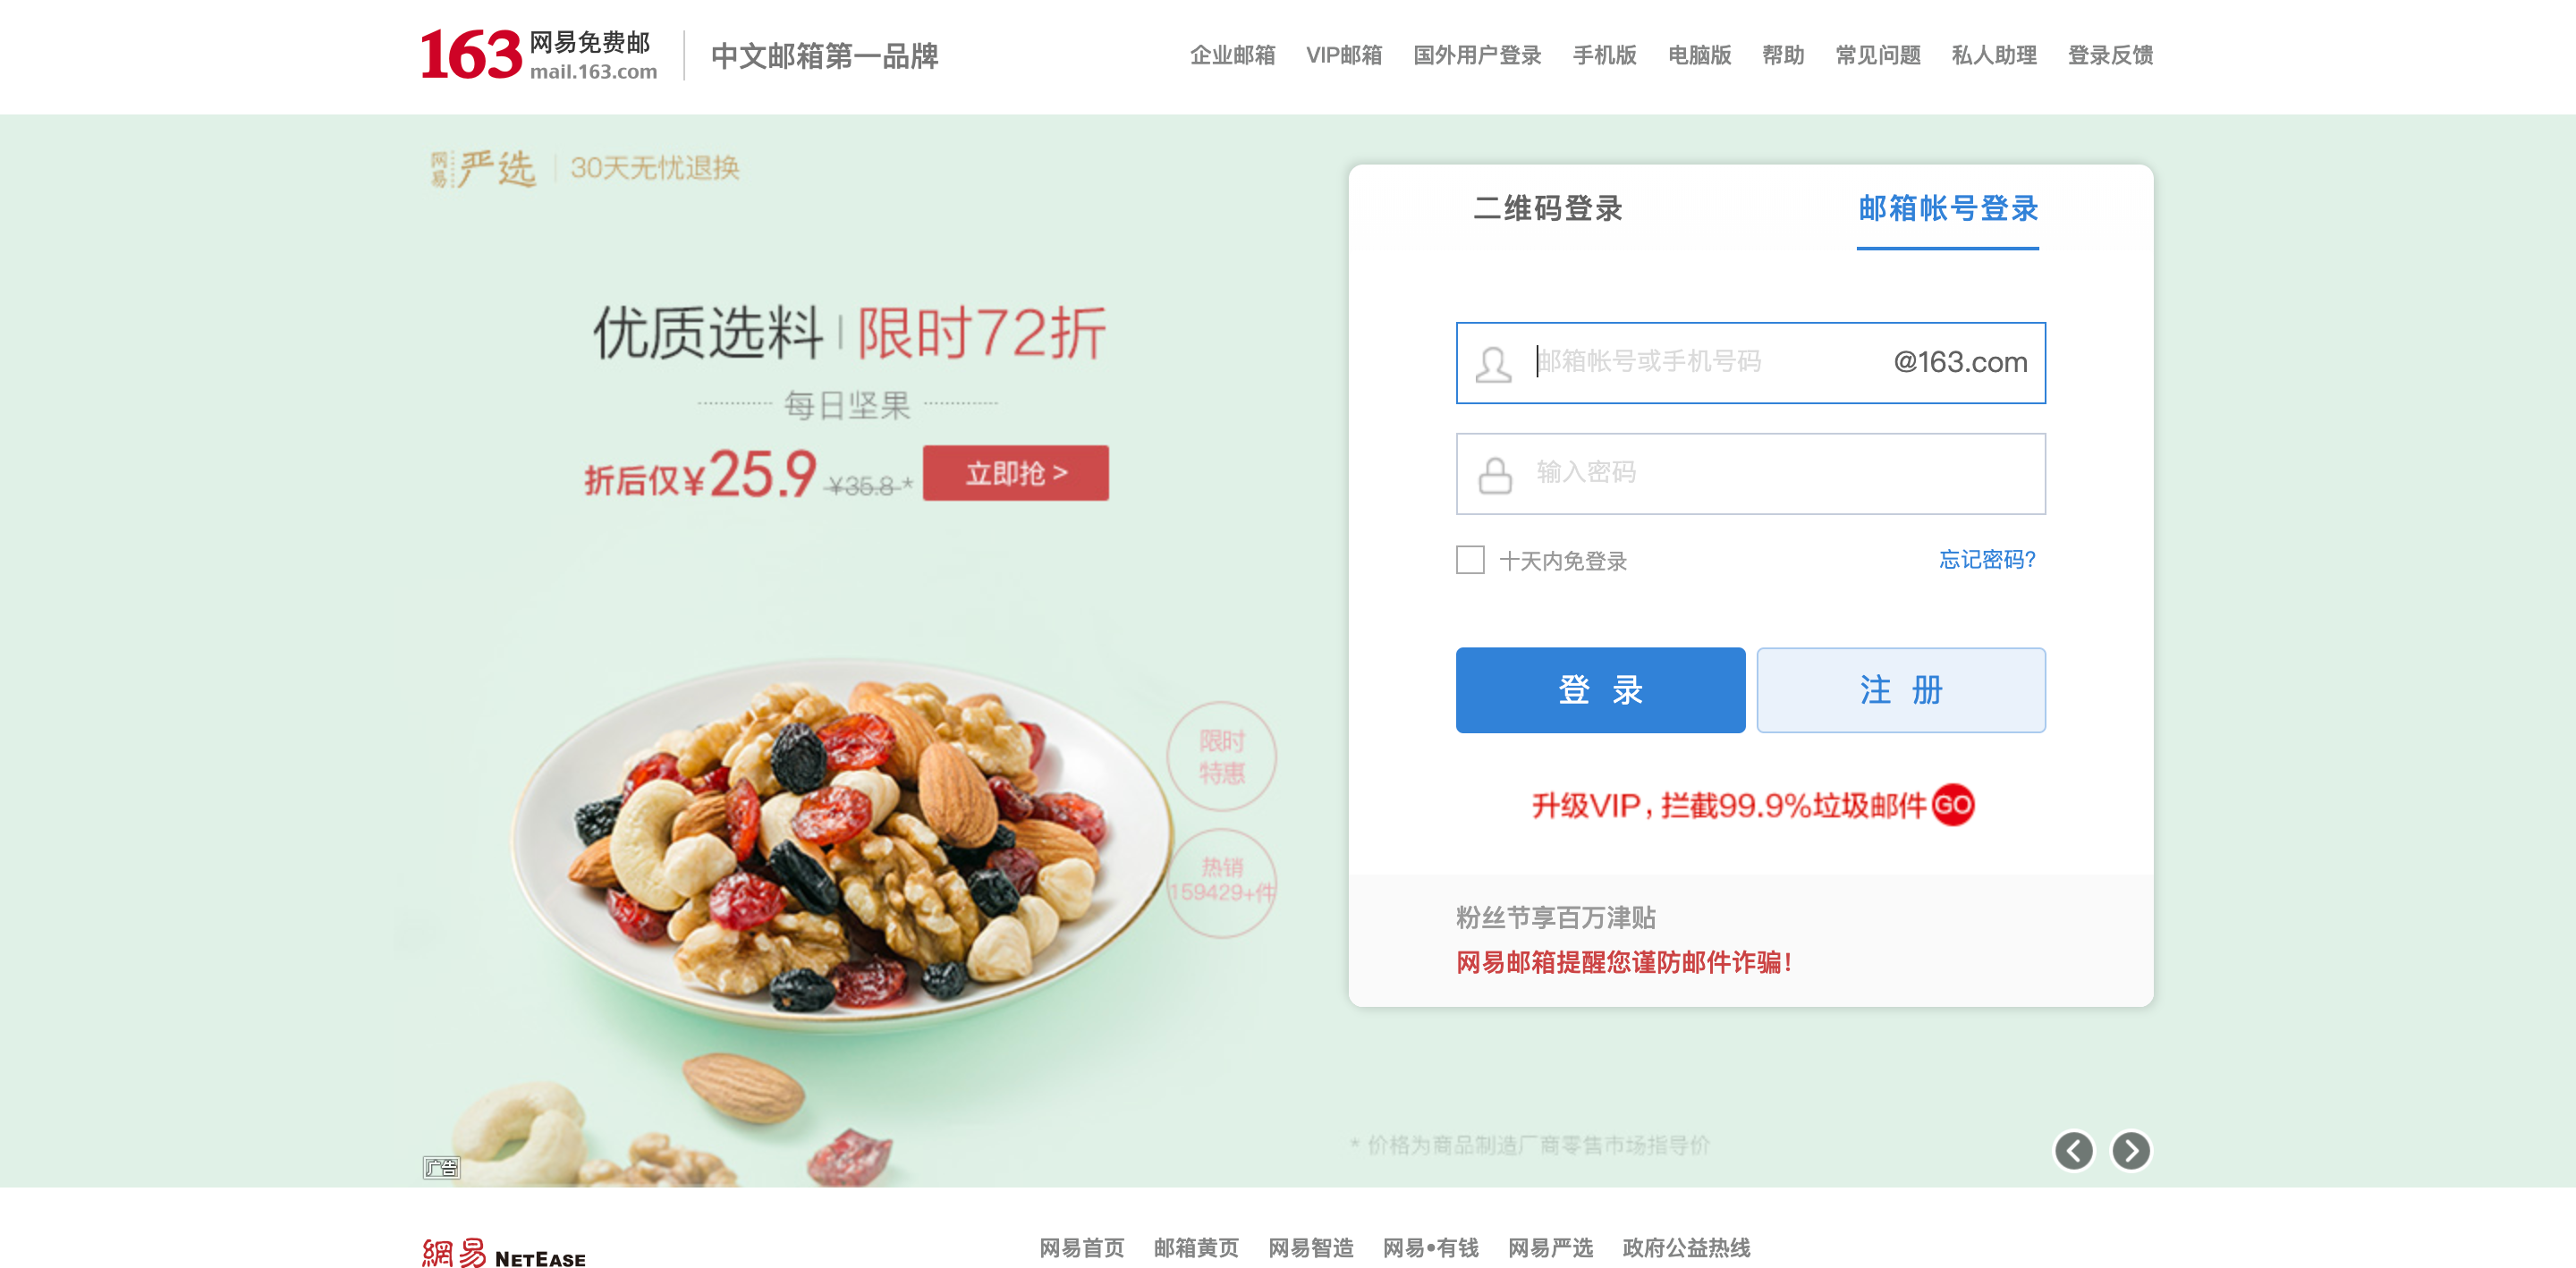 163 网易免费邮
mail.163.com
中文邮箱第一品牌
企业邮箱 VIP邮箱 国外用户登录 手机版 电脑版 帮助 常见问题 私人助理 登录反馈
网易严选 30天无忧退换
优质选料 限时72折
每日坚果
折后仅¥25.9 ¥35.8* 立即抢 >
限时
特惠
热销
159429+件
广告
二维码登录 邮箱帐号登录
邮箱帐号或手机号码 @163.com
输入密码
十天内免登录 忘记密码?
登 录 注 册
升级VIP，拦截99.9%垃圾邮件 GO
粉丝节享百万津贴
网易邮箱提醒您谨防邮件诈骗！
* 价格为商品制造厂商零售市场指导价
網易 NETEASE
网易首页 邮箱黄页 网易智造 网易•有钱 网易严选 政府公益热线